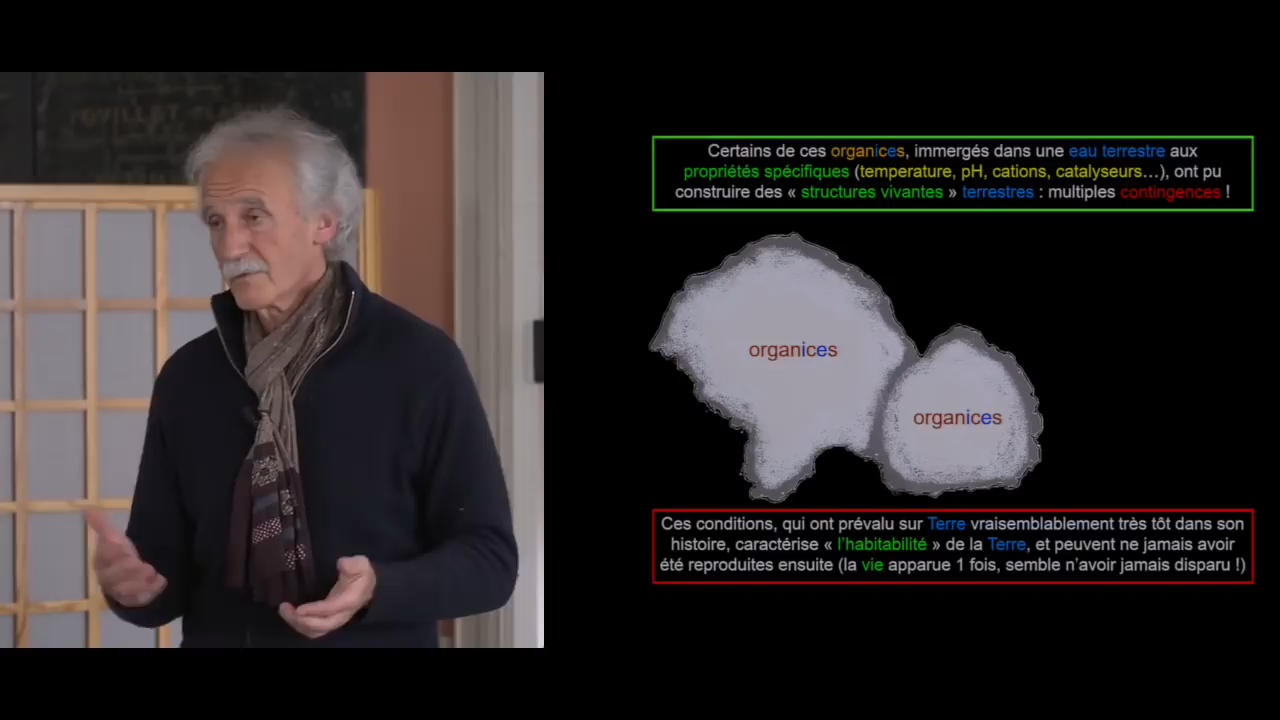 Certains de ces organices, immergés dans une eau terrestre aux
propriétés spécifiques (temperature, pH, cations, catalyseurs…), ont pu
construire des « structures vivantes » terrestres : multiples contingences !
organices
organices
Ces conditions, qui ont prévalu sur Terre vraisemblablement très tôt dans son
histoire, caractérise « l’habitabilité » de la Terre, et peuvent ne jamais avoir
été reproduites ensuite (la vie apparue 1 fois, semble n’avoir jamais disparu !)